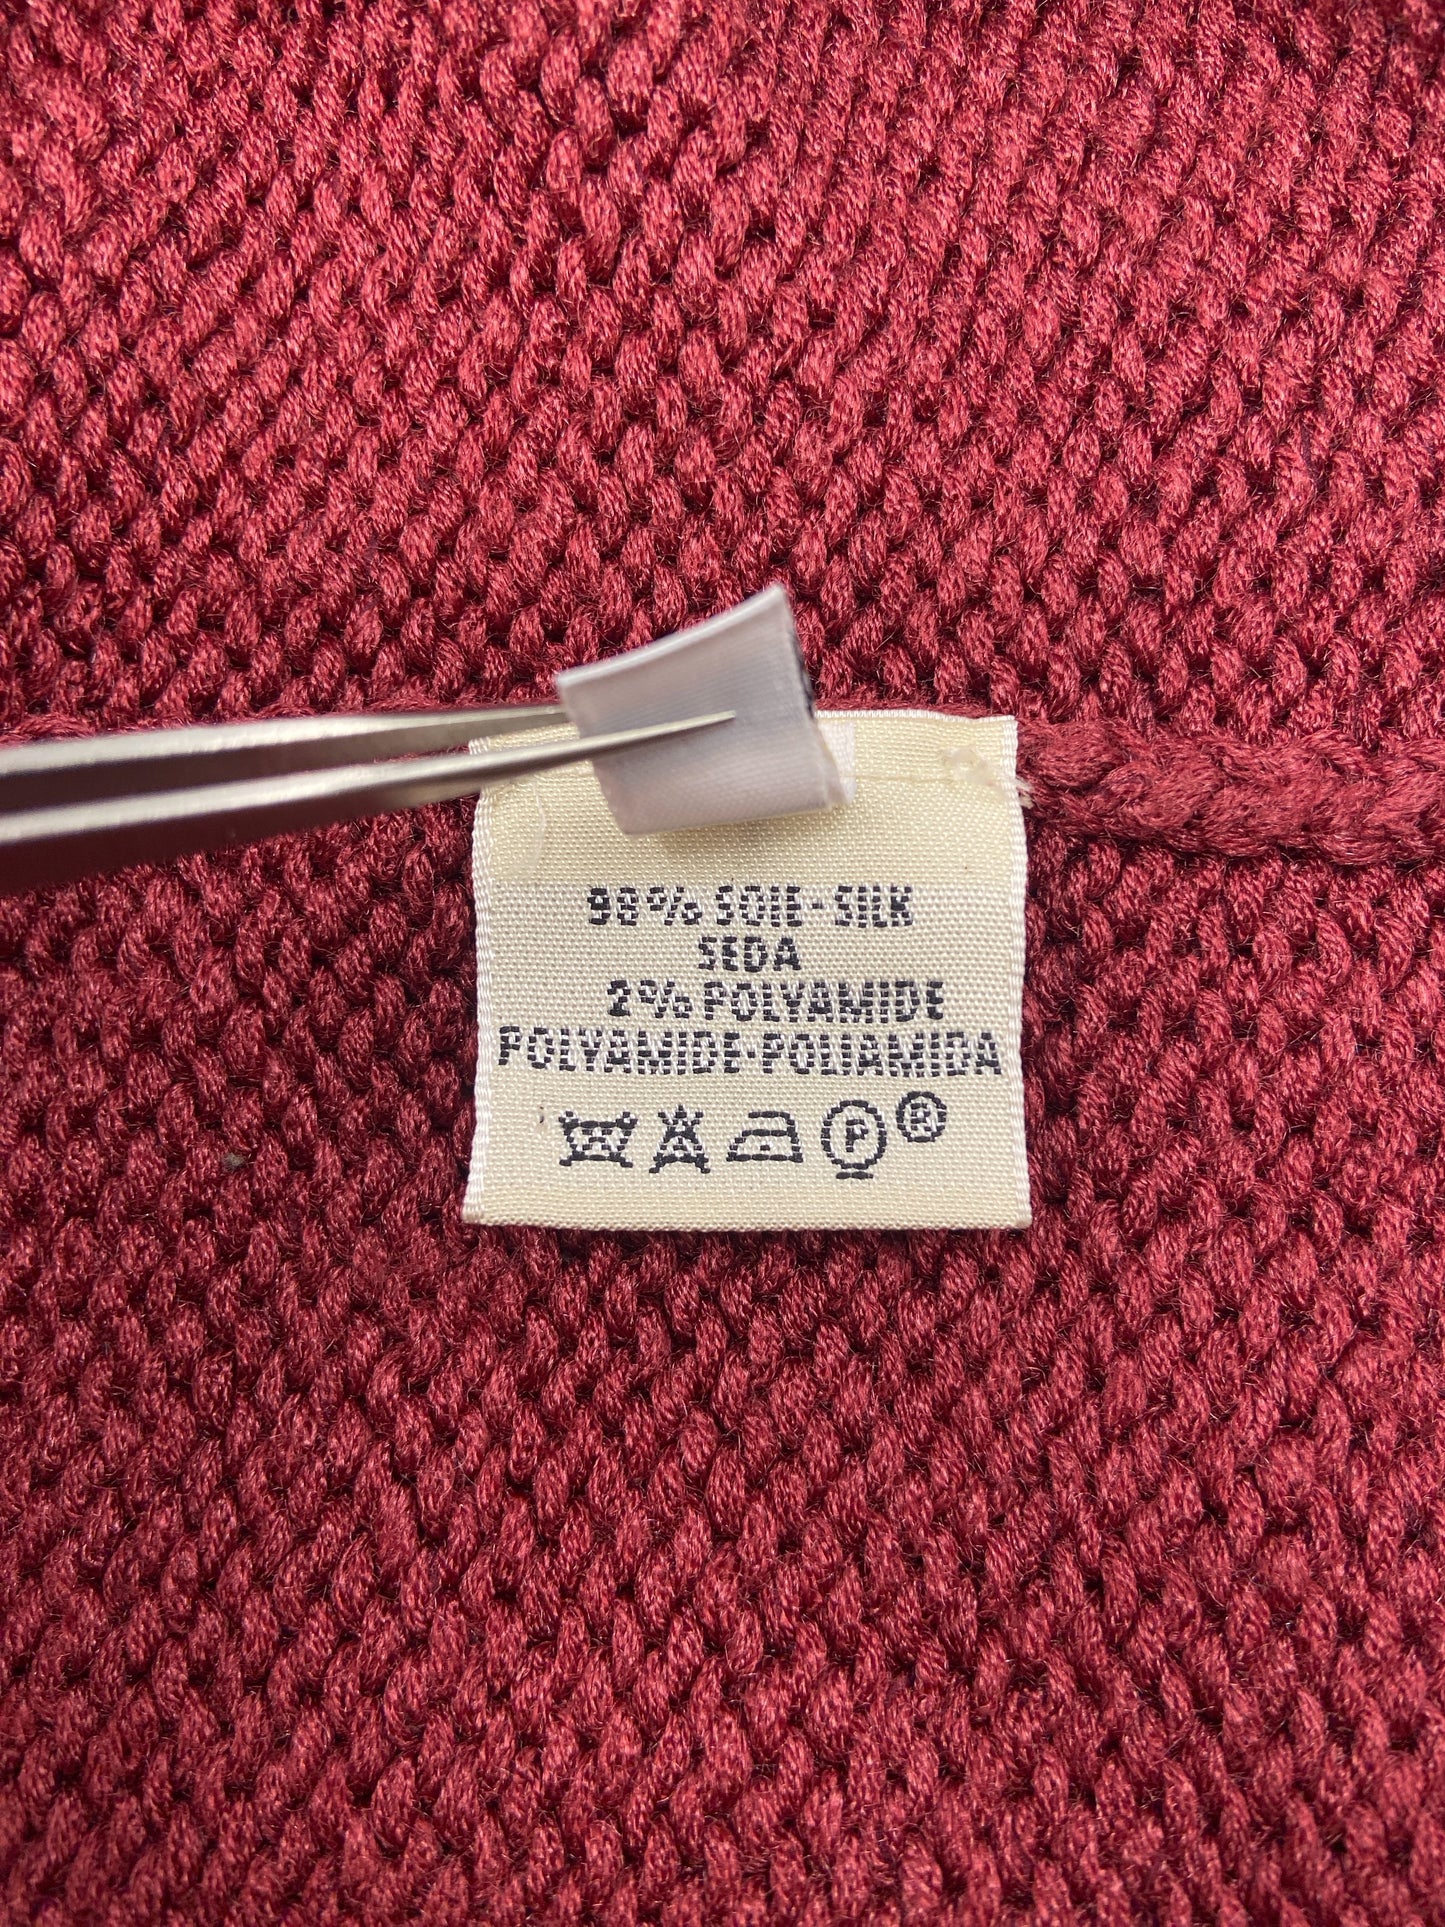 98% SOIE-SILK
SEDA
2% POLYAMIDE
POLYAMIDE-POLIAMIDA
P ®